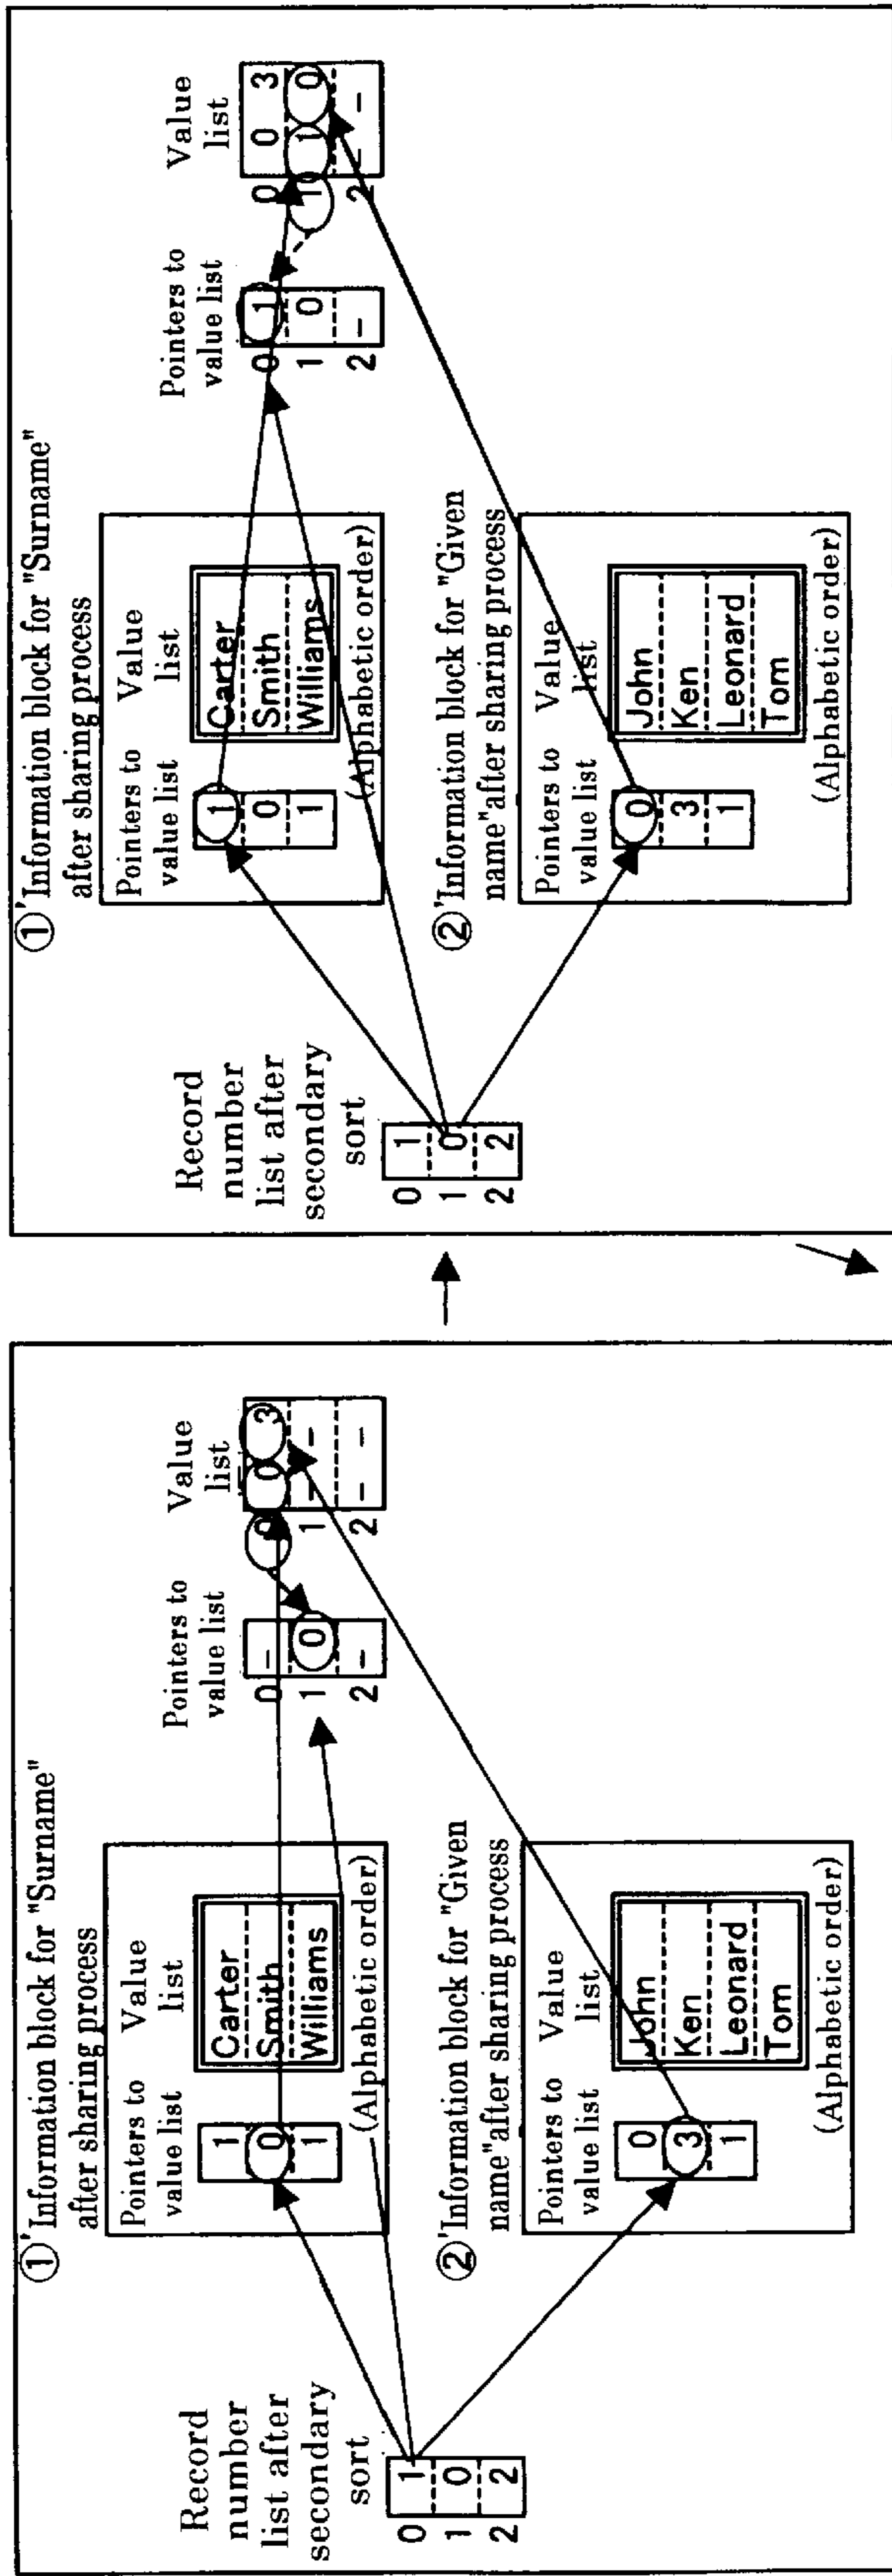 ①'Information block for "Surname"
after sharing process
Pointers to
value list
1
0
1
Value
list
Carter
Smith
Williams
(Alphabetic order)
Record
number
list after
secondary
sort
0 1
1 0
2 2
Pointers to
value list
0 -
1 0
2 -
Value
list
0 0 3
1 - -
2 - -
②'Information block for "Given
name"after sharing process
Pointers to
value list
0
3
1
Value
list
John
Ken
Leonard
Tom
(Alphabetic order)
①'Information block for "Surname"
after sharing process
Pointers to
value list
1
0
1
Value
list
Carter
Smith
Williams
(Alphabetic order)
Record
number
list after
secondary
sort
0 1
1 0
2 2
Pointers to
value list
0 1
1 0
2 -
Value
list
0 0 3
1 1 0
2 - -
②'Information block for "Given
name"after sharing process
Pointers to
value list
0
3
1
Value
list
John
Ken
Leonard
Tom
(Alphabetic order)